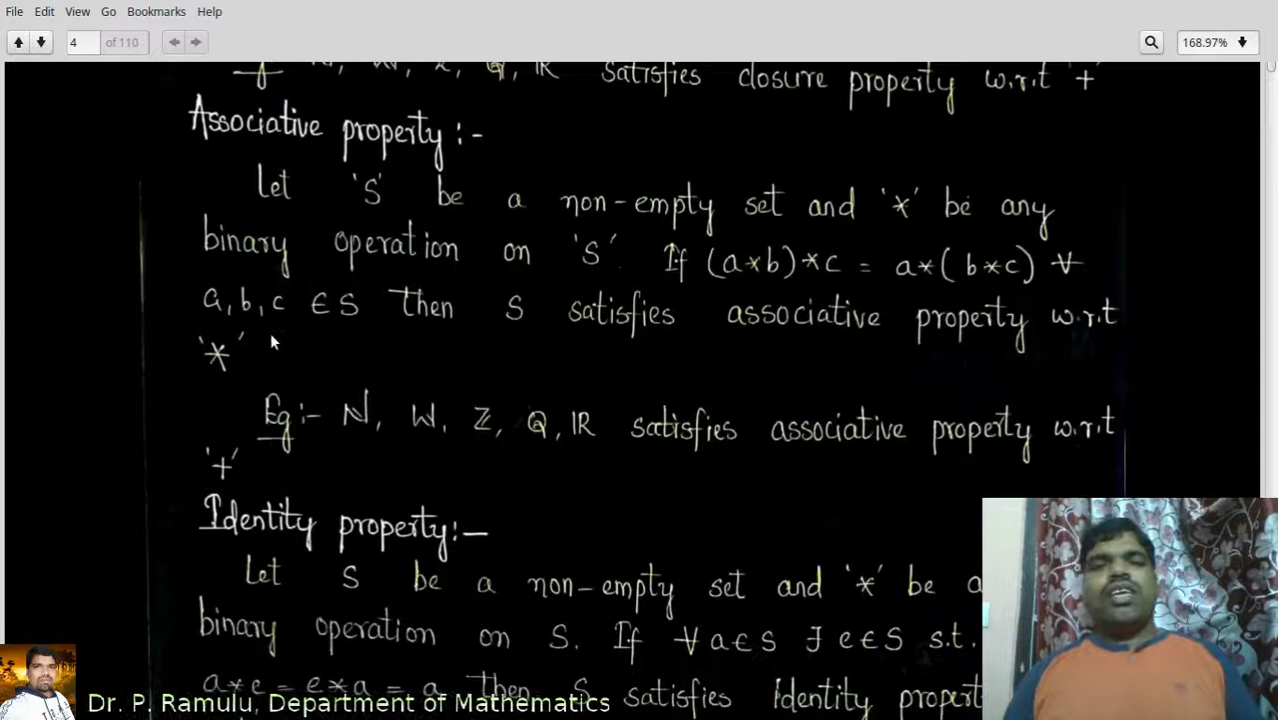 File Edit View Go Bookmarks Help
4 of 110 168.97%
W, Z, Q, IR satisfies closure property w.r.t '+'
Associative property :-
Let 'S' be a non-empty set and '*' be any
binary operation on 'S'. If (a*b)*c = a*(b*c) ∀
a, b, c ∈ S then S satisfies associative property w.r.t
'*'
Eg:- N, W, Z, Q, IR satisfies associative property w.r.t
'+'
Identity property:-
Let S be a non-empty set and '*' be a
binary operation on S. If ∀ a ∈ S ∃ e ∈ S s.t.
a*e = e*a = a then S satisfies Identity proper
Dr. P. Ramulu, Department of Mathematics